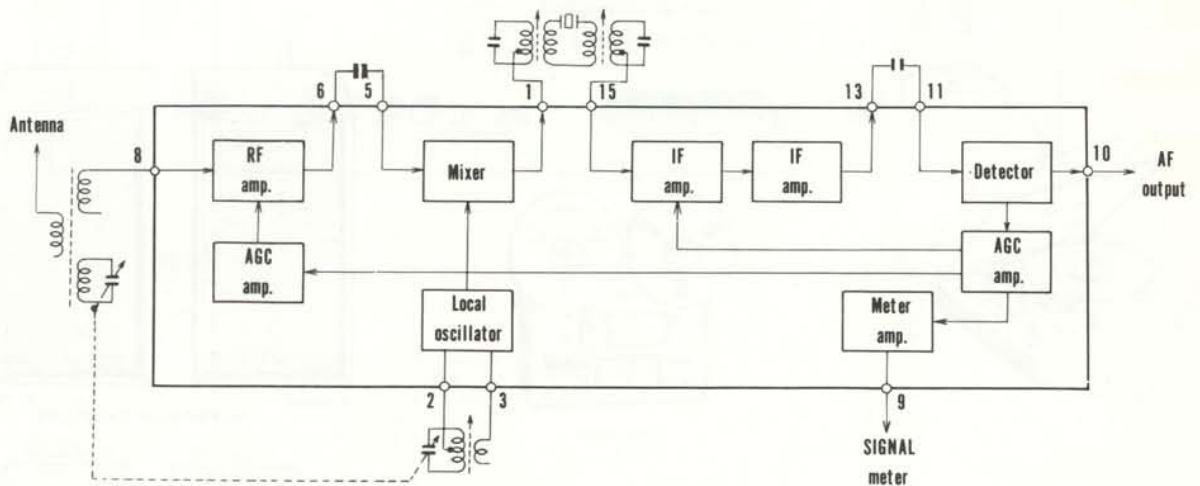 6
5
1
15
13
11
Antenna
8
RF
amp.
Mixer
IF
amp.
IF
amp.
Detector
10
AF
output
AGC
amp.
AGC
amp.
Local
oscillator
Meter
amp.
2
3
9
SIGNAL
meter